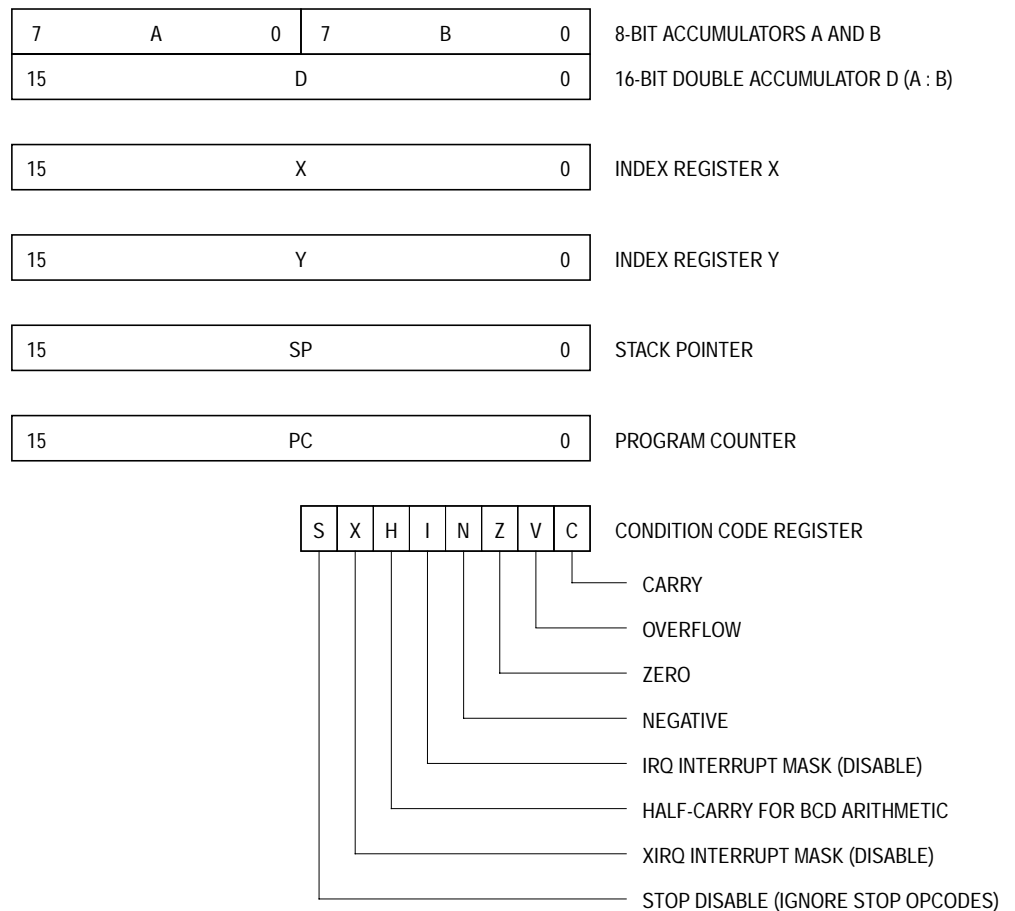 7 A 0 7 B 0 8-BIT ACCUMULATORS A AND B
15 D 0 16-BIT DOUBLE ACCUMULATOR D (A : B)
15 X 0 INDEX REGISTER X
15 Y 0 INDEX REGISTER Y
15 SP 0 STACK POINTER
15 PC 0 PROGRAM COUNTER
S X H I N Z V C CONDITION CODE REGISTER
CARRY
OVERFLOW
ZERO
NEGATIVE
IRQ INTERRUPT MASK (DISABLE)
HALF-CARRY FOR BCD ARITHMETIC
XIRQ INTERRUPT MASK (DISABLE)
STOP DISABLE (IGNORE STOP OPCODES)